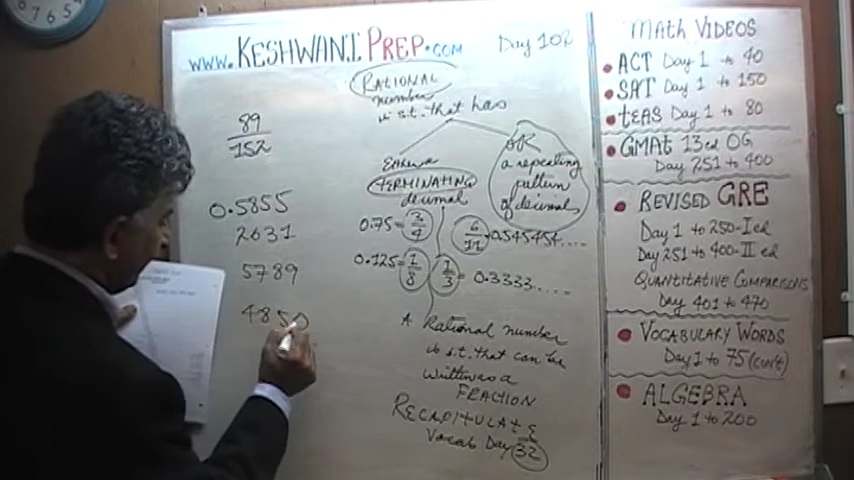 www.KESHWANIPREP.com
Day 102
RATIONAL
number
is s.t. that has
Either a
TERMINATING
decimal
OR
a repeating
pattern
of decimals
89
152
0.5855
2631
5789
4850
0.75 = 3/4
6/11 = 0.545454....
0.125 = 1/8
1/3 = 0.3333....
A Rational number
is s.t. that can be
written as a
FRACTION
RECAPITULATE
Vocab Day 32
MATH VIDEOS
ACT Day 1 to 40
SAT Day 1 to 150
TEAS Day 1 to 80
GMAT 13ed OG
Day 251 to 400
REVISED GRE
Day 1 to 250-I ed
Day 251 to 400-II ed
QUANTITATIVE COMPARISONS
Day 401 to 470
VOCABULARY WORDS
Day 1 to 75 (con't)
ALGEBRA
Day 1 to 200